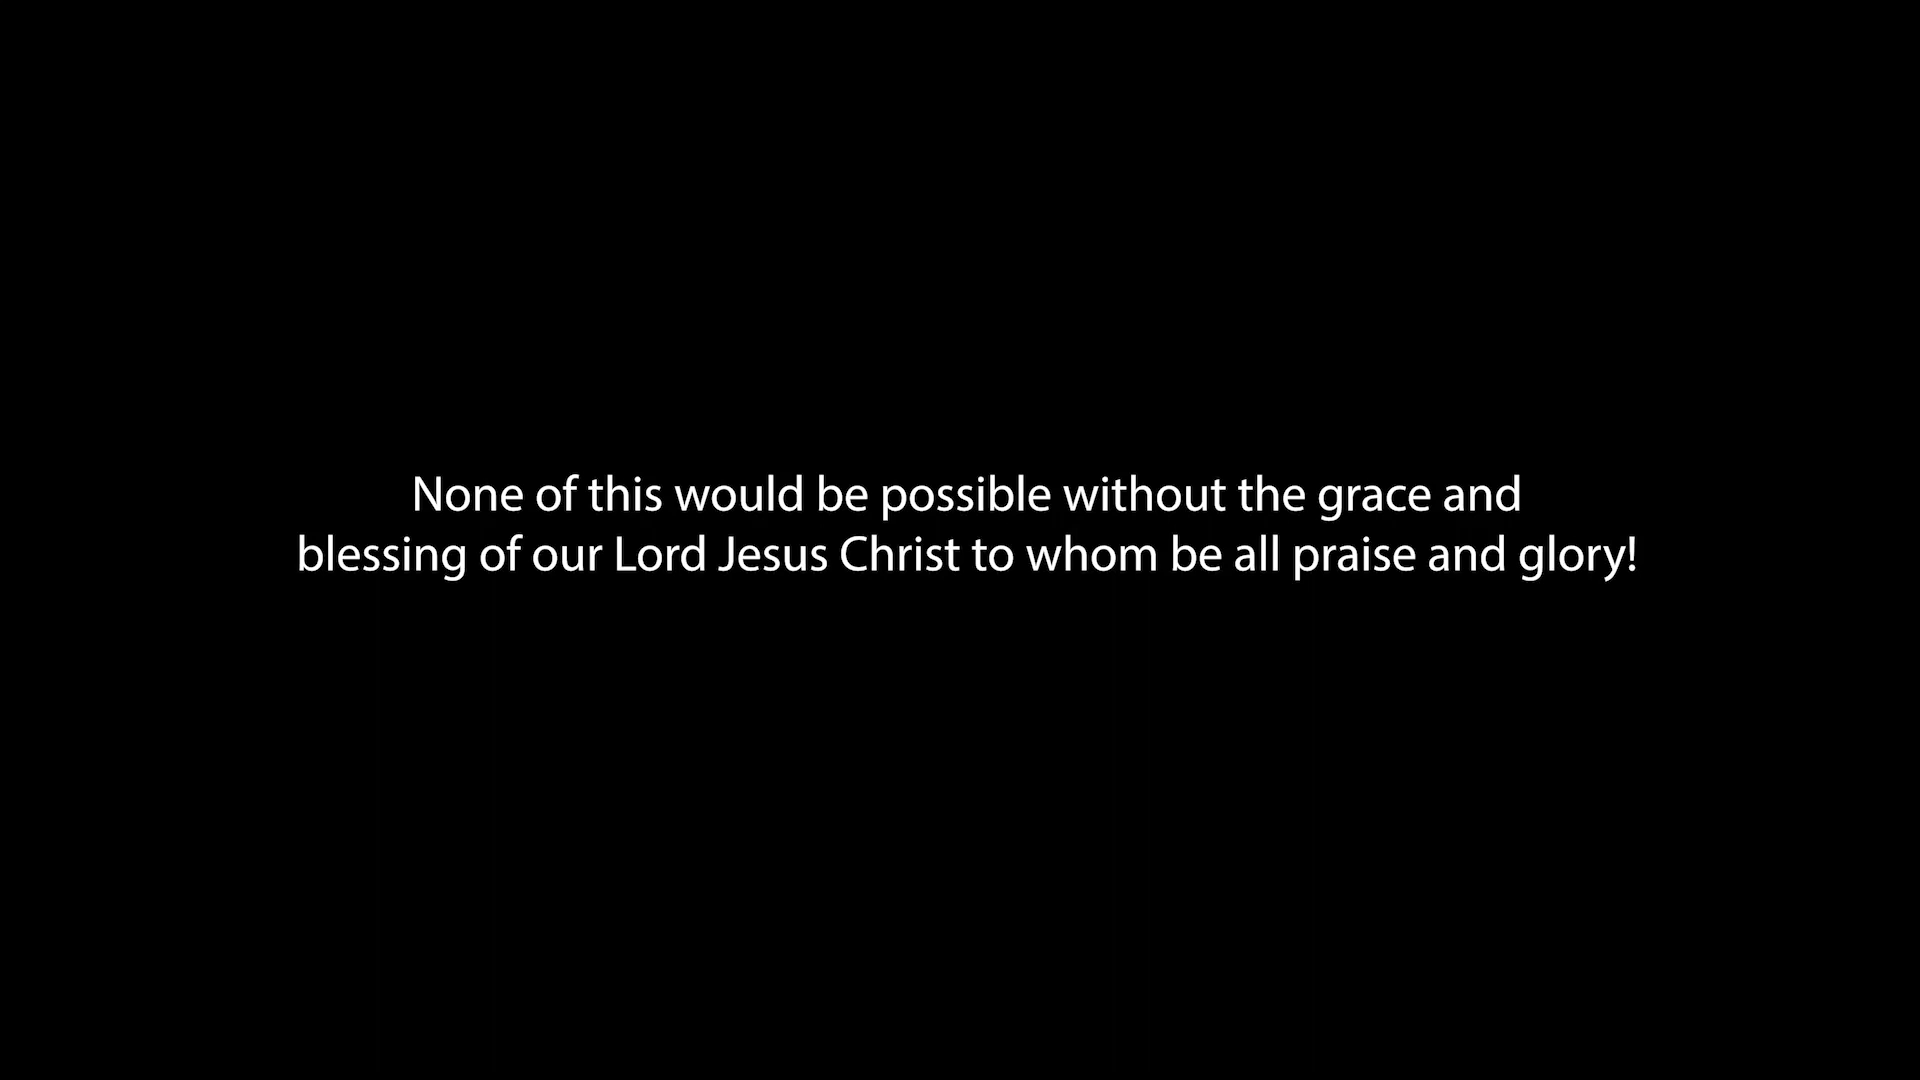 None of this would be possible without the grace and
blessing of our Lord Jesus Christ to whom be all praise and glory!